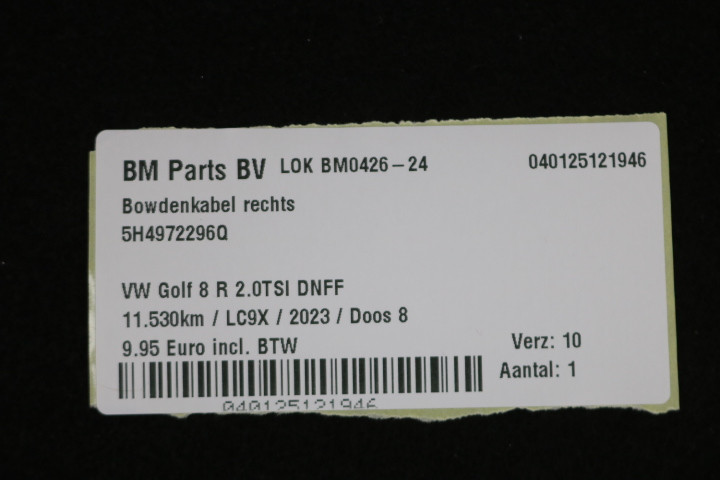 BM Parts BV LOK BM0426-24 040125121946
Bowdenkabel rechts
5H4972296Q
VW Golf 8 R 2.0TSI DNFF
11.530km / LC9X / 2023 / Doos 8
9.95 Euro incl. BTW
Verz: 10
Aantal: 1
040125121946